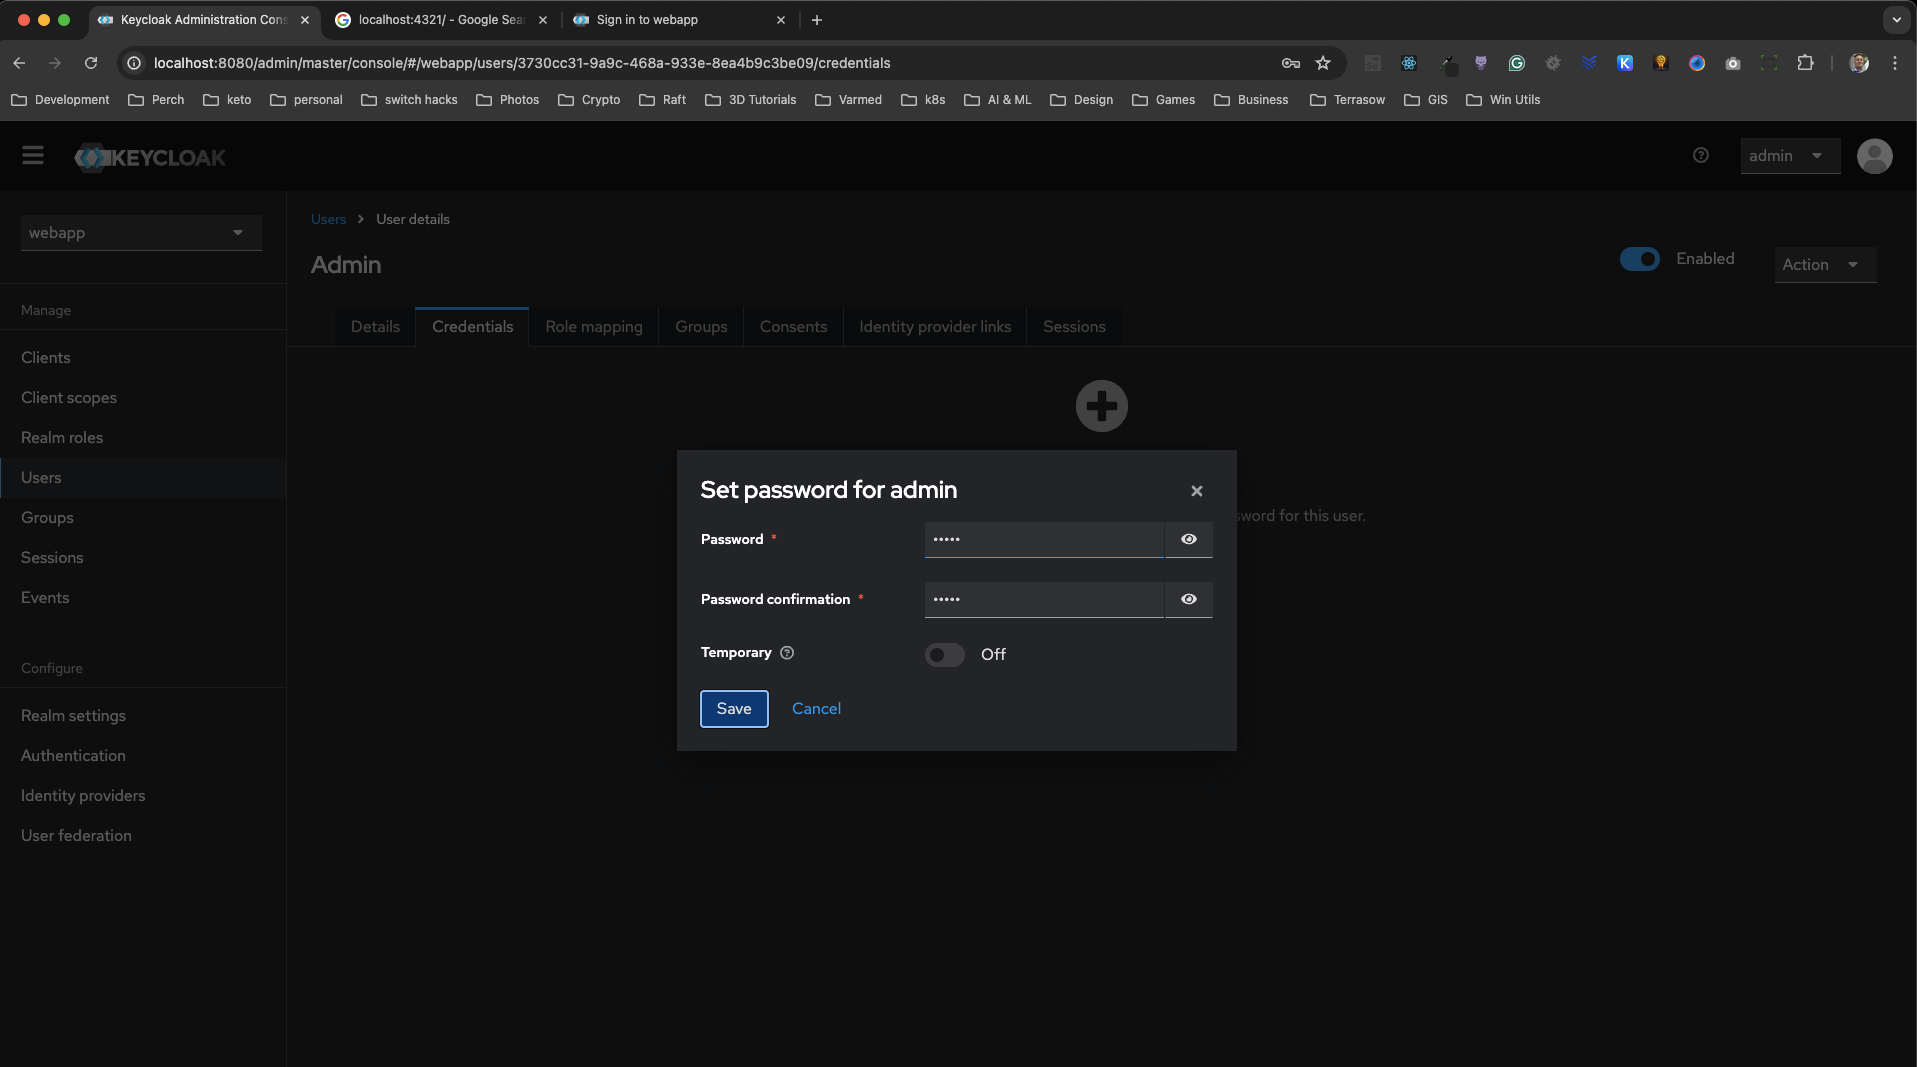 Keycloak Administration Cons
localhost:4321/ - Google Sear
Sign in to webapp
localhost:8080/admin/master/console/#/webapp/users/3730cc31-9a9c-468a-933e-8ea4b9c3be09/credentials
Development Perch keto personal switch hacks Photos Crypto Raft 3D Tutorials Varmed k8s AI & ML Design Games Business Terrasow GIS Win Utils
KEYCLOAK
admin
webapp
Manage
Clients
Client scopes
Realm roles
Users
Groups
Sessions
Events
Configure
Realm settings
Authentication
Identity providers
User federation
Users > User details
Admin
Enabled
Action
Details Credentials Role mapping Groups Consents Identity provider links Sessions
sword for this user.
Set password for admin
Password *
•••••
Password confirmation *
•••••
Temporary
Off
Save Cancel